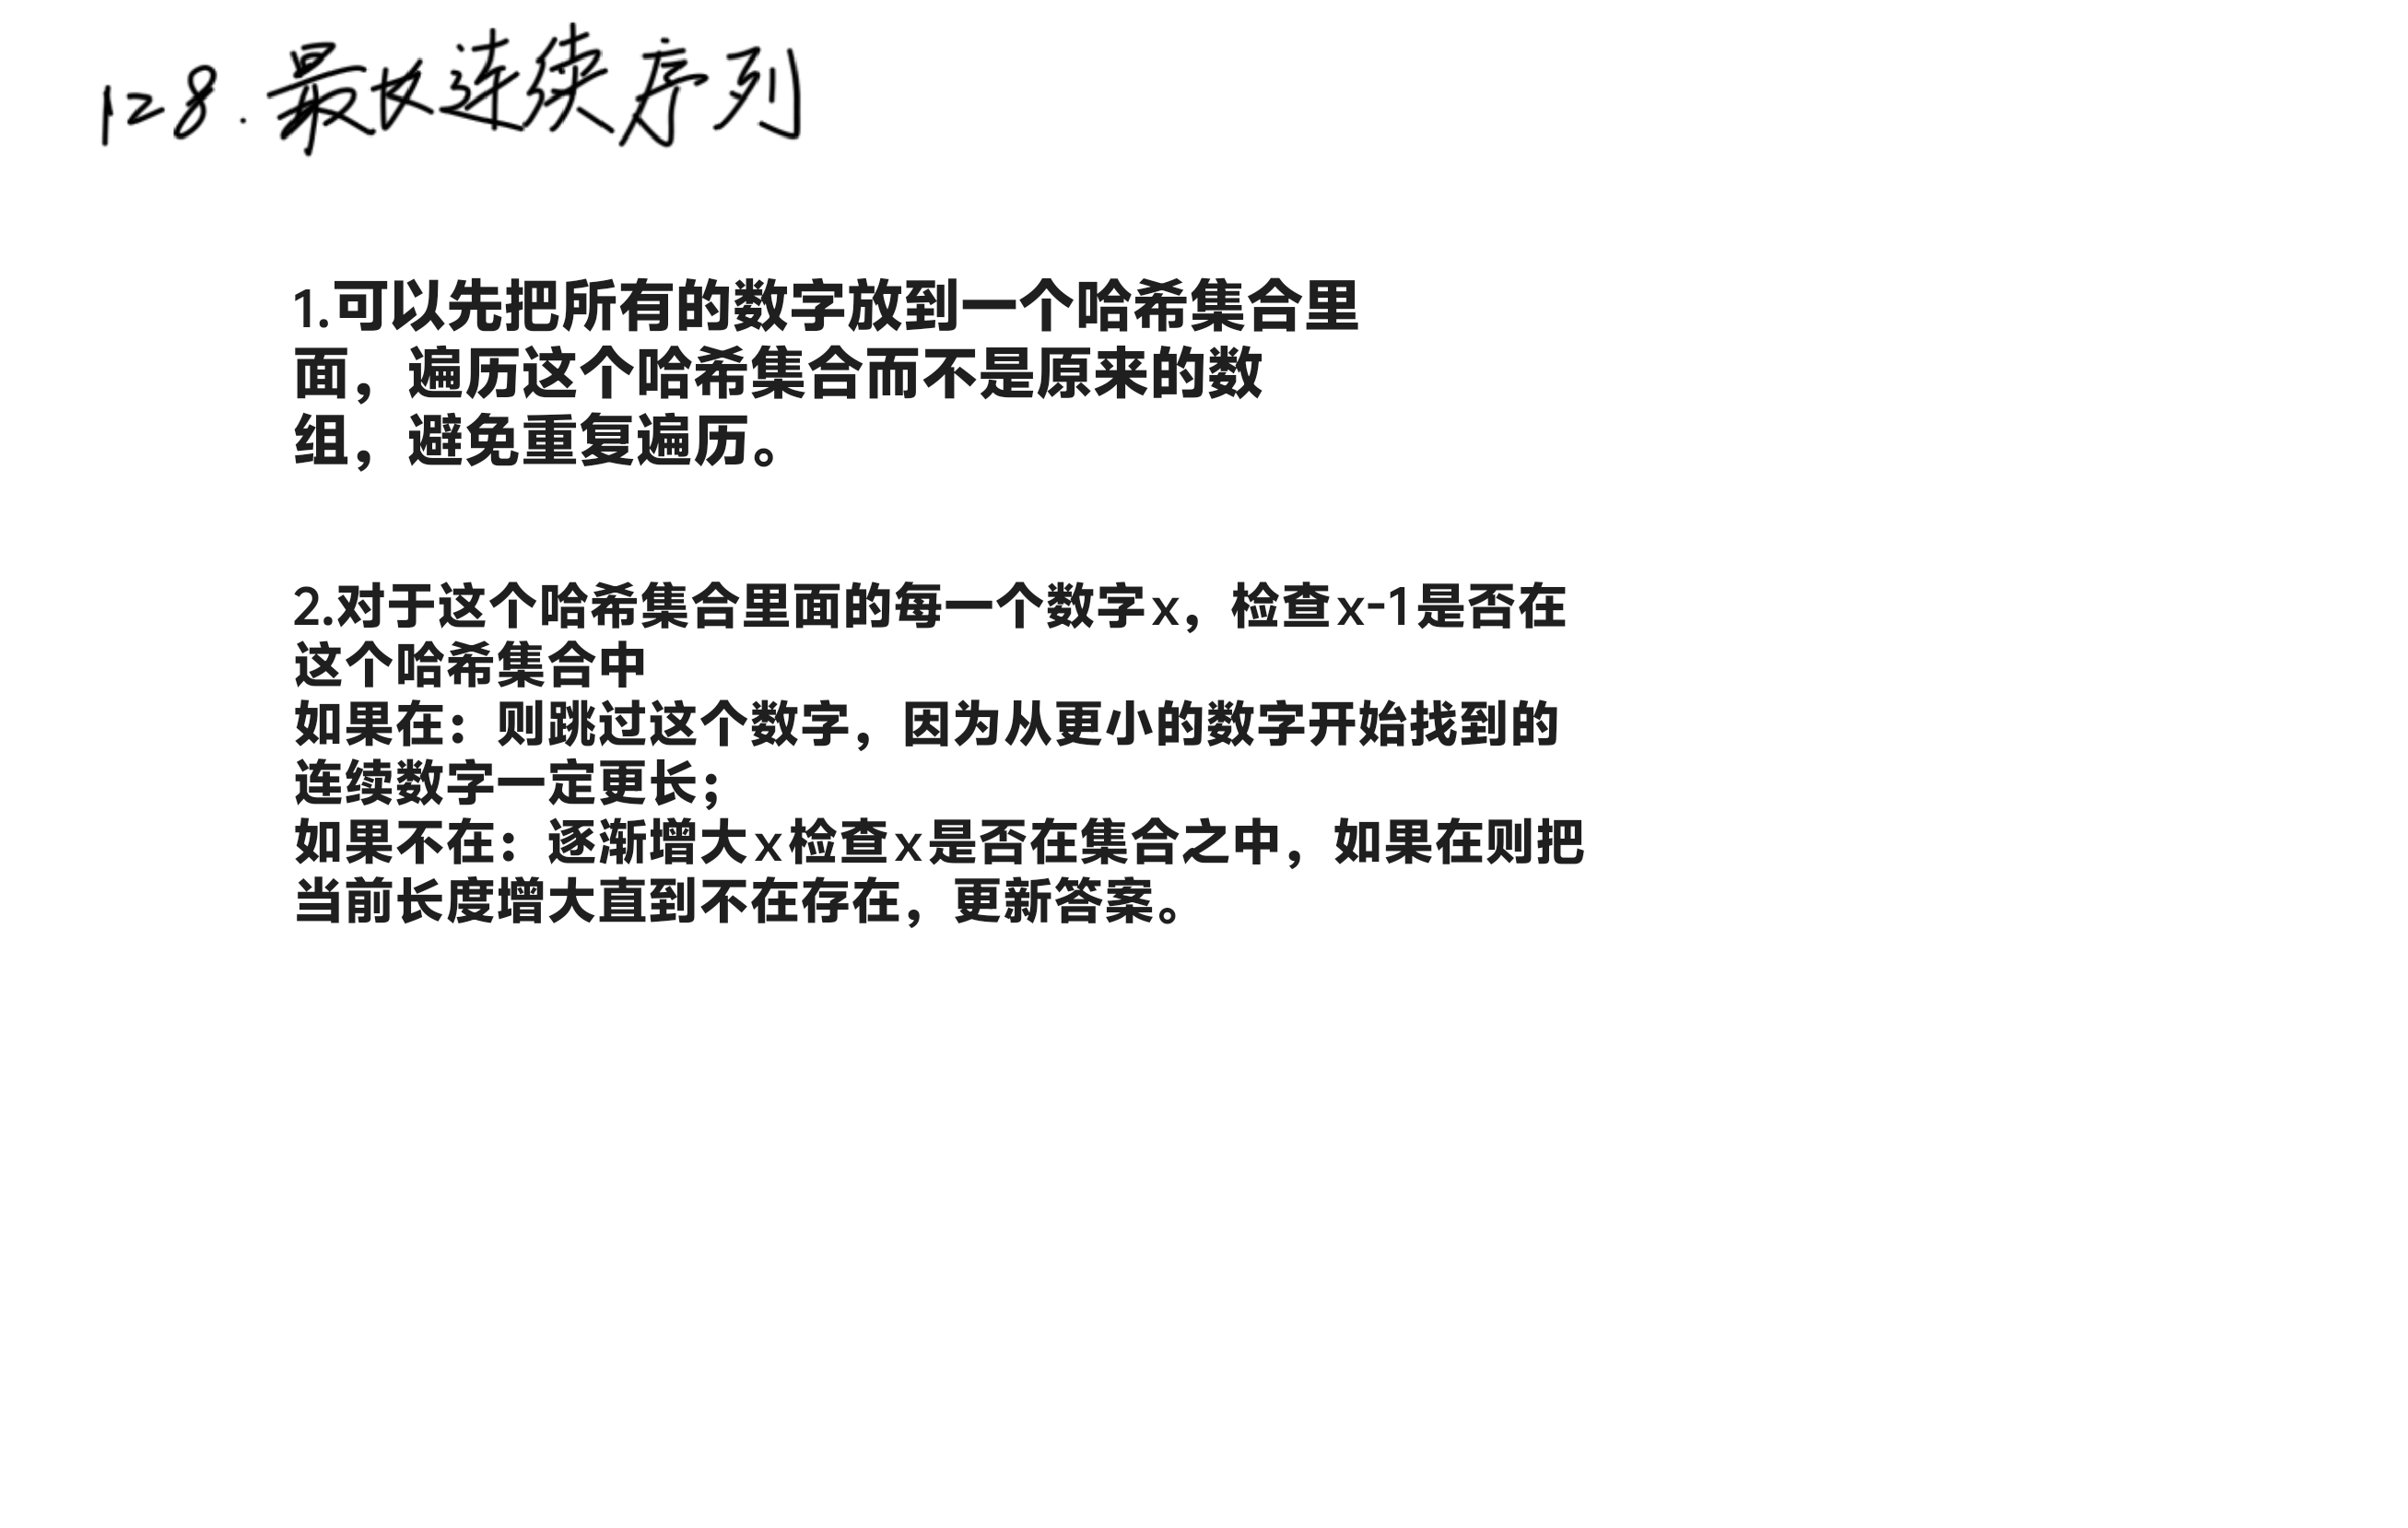 128.最长连续序列
1.可以先把所有的数字放到一个哈希集合里
面，遍历这个哈希集合而不是原来的数
组，避免重复遍历。
2.对于这个哈希集合里面的每一个数字x，检查x-1是否在
这个哈希集合中
如果在：则跳过这个数字，因为从更小的数字开始找到的
连续数字一定更长；
如果不在：逐渐增大x检查x是否在集合之中，如果在则把
当前长度增大直到不在存在，更新答案。